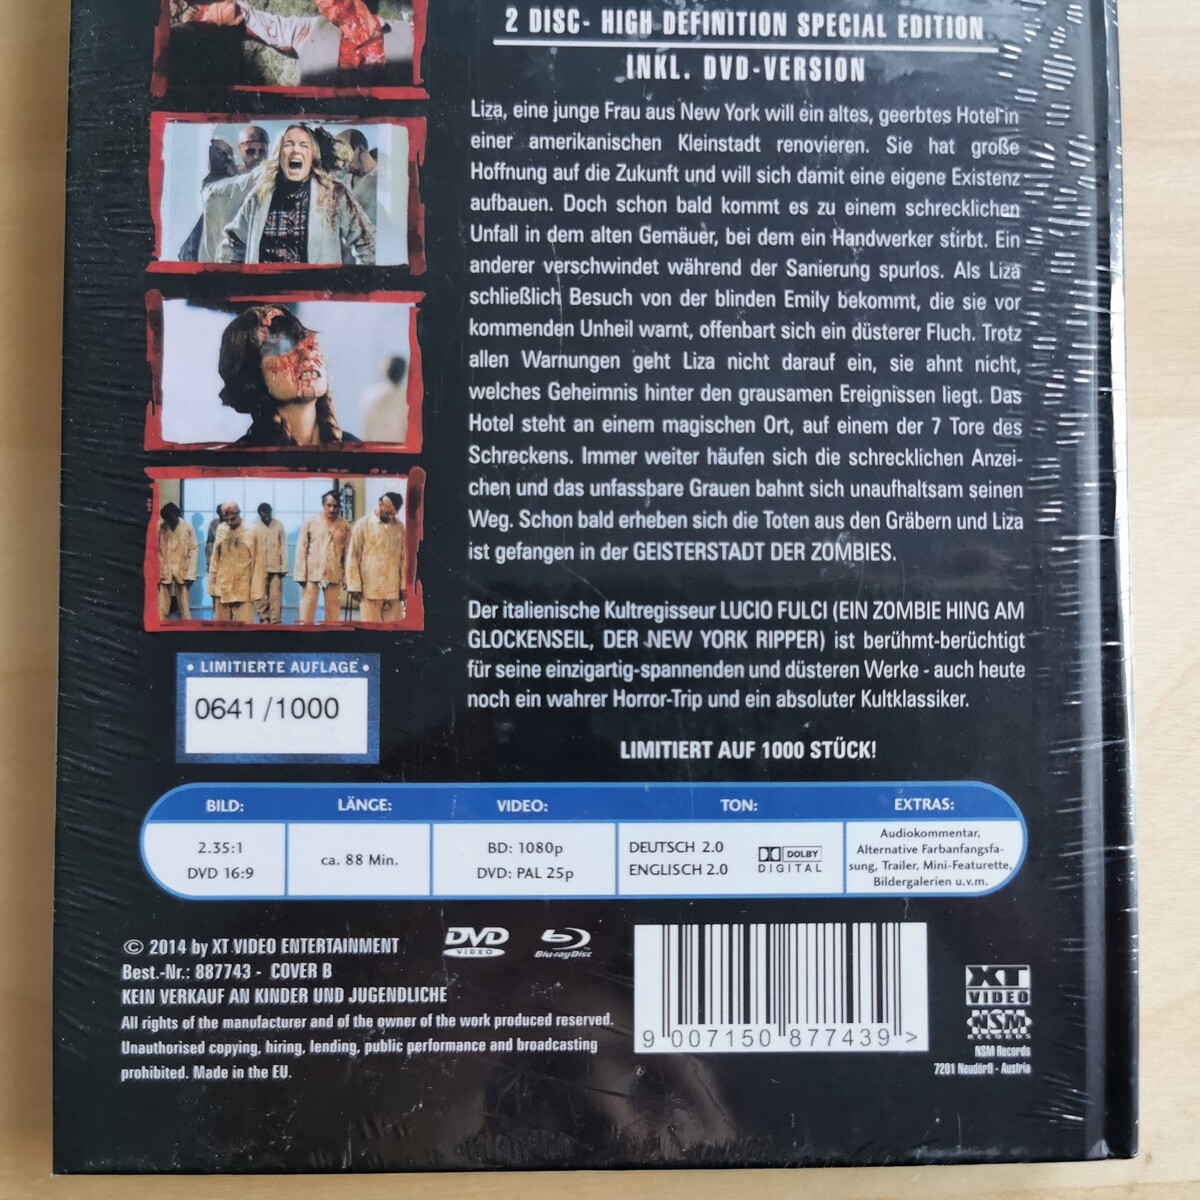 2 DISC- HIGH DEFINITION SPECIAL EDITION
INKL. DVD-VERSION
Liza, eine junge Frau aus New York will ein altes, geerbtes Hotel in
einer amerikanischen Kleinstadt renovieren. Sie hat große
Hoffnung auf die Zukunft und will sich damit eine eigene Existenz
aufbauen. Doch schon bald kommt es zu einem schrecklichen
Unfall in dem alten Gemäuer, bei dem ein Handwerker stirbt. Ein
anderer verschwindet während der Sanierung spurlos. Als Liza
schließlich Besuch von der blinden Emily bekommt, die sie vor
kommenden Unheil warnt, offenbart sich ein düsterer Fluch. Trotz
allen Warnungen geht Liza nicht darauf ein, sie ahnt nicht,
welches Geheimnis hinter den grausamen Ereignissen liegt. Das
Hotel steht an einem magischen Ort, auf einem der 7 Tore des
Schreckens. Immer weiter häufen sich die schrecklichen Anzei-
chen und das unfassbare Grauen bahnt sich unaufhaltsam seinen
Weg. Schon bald erheben sich die Toten aus den Gräbern und Liza
ist gefangen in der GEISTERSTADT DER ZOMBIES.
Der italienische Kultregisseur LUCIO FULCI (EIN ZOMBIE HING AM
GLOCKENSEIL, DER NEW YORK RIPPER) ist berühmt-berüchtigt
für seine einzigartig-spannenden und düsteren Werke - auch heute
noch ein wahrer Horror-Trip und ein absoluter Kultklassiker.
LIMITIERT AUF 1000 STÜCK!
• LIMITIERTE AUFLAGE •
0641/1000
BILD:
2.35:1
DVD 16:9
LÄNGE:
ca. 88 Min.
VIDEO:
BD: 1080p
DVD: PAL 25p
TON:
DEUTSCH 2.0
ENGLISCH 2.0
DOLBY
DIGITAL
EXTRAS:
Audiokommentar,
Alternative Farbanfangsfa-
sung, Trailer, Mini-Featurette,
Bildergalerien u.v.m.
© 2014 by XT VIDEO ENTERTAINMENT
Best.-Nr.: 887743 - COVER B
KEIN VERKAUF AN KINDER UND JUGENDLICHE
All rights of the manufacturer and of the owner of the work produced reserved.
Unauthorised copying, hiring, lending, public performance and broadcasting
prohibited. Made in the EU.
DVD
VIDEO
Blu-ray Disc
9 007150 877439 >
XT
VIDEO
NSM
RECORDS
NSM Records
7201 Neudörfl - Austria